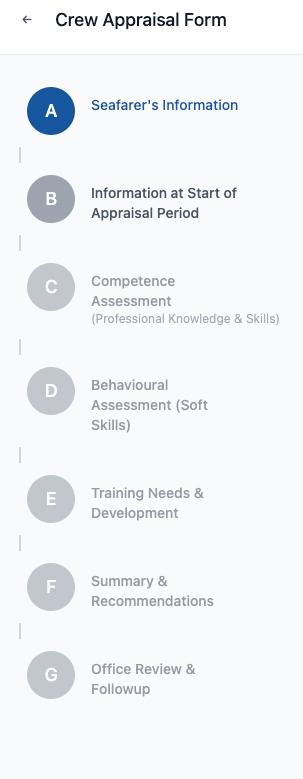 ← Crew Appraisal Form
A
Seafarer's Information
B
Information at Start of
Appraisal Period
C
Competence
Assessment
(Professional Knowledge & Skills)
D
Behavioural
Assessment (Soft
Skills)
E
Training Needs &
Development
F
Summary &
Recommendations
G
Office Review &
Followup